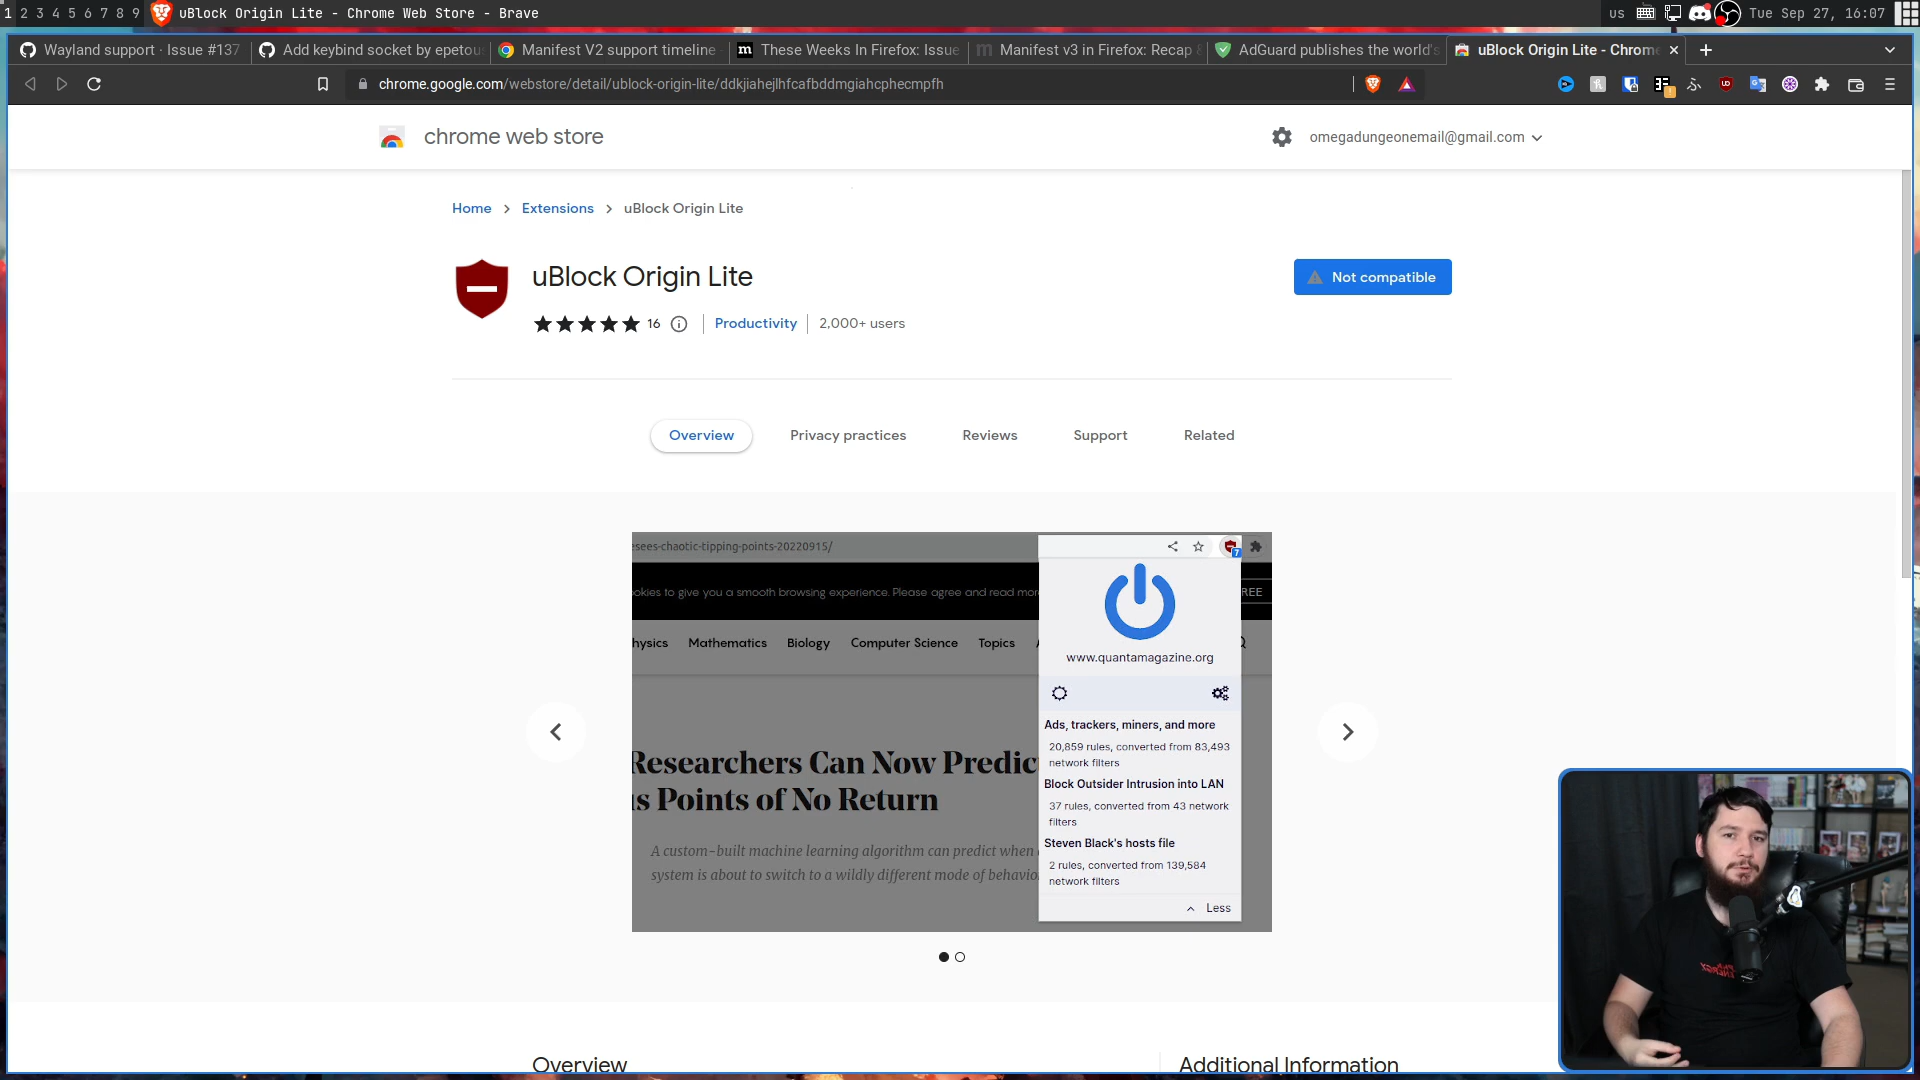 1 2 3 4 5 6 7 8 9 uBlock Origin Lite - Chrome Web Store - Brave
us Tue Sep 27, 16:07
Wayland support · Issue #137
Add keybind socket by epetou
Manifest V2 support timeline
These Weeks In Firefox: Issue
Manifest v3 in Firefox: Recap &
AdGuard publishes the world's
uBlock Origin Lite - Chrome
chrome.google.com/webstore/detail/ublock-origin-lite/ddkjiahejlhfcafbddmgiahcphecmpfh
chrome web store
omegadungeonemail@gmail.com
Home > Extensions > uBlock Origin Lite
uBlock Origin Lite
Not compatible
16 Productivity 2,000+ users
Overview Privacy practices Reviews Support Related
esees-chaotic-tipping-points-20220915/
7
ookies to give you a smooth browsing experience. Please agree and read mor
REE
hysics Mathematics Biology Computer Science Topics
www.quantamagazine.org
Ads, trackers, miners, and more
20,859 rules, converted from 83,493
network filters
Block Outsider Intrusion into LAN
37 rules, converted from 43 network
filters
Steven Black's hosts file
2 rules, converted from 139,584
network filters
Less
Researchers Can Now Predic
s Points of No Return
A custom-built machine learning algorithm can predict when
system is about to switch to a wildly different mode of behavio
Overview
Additional Information